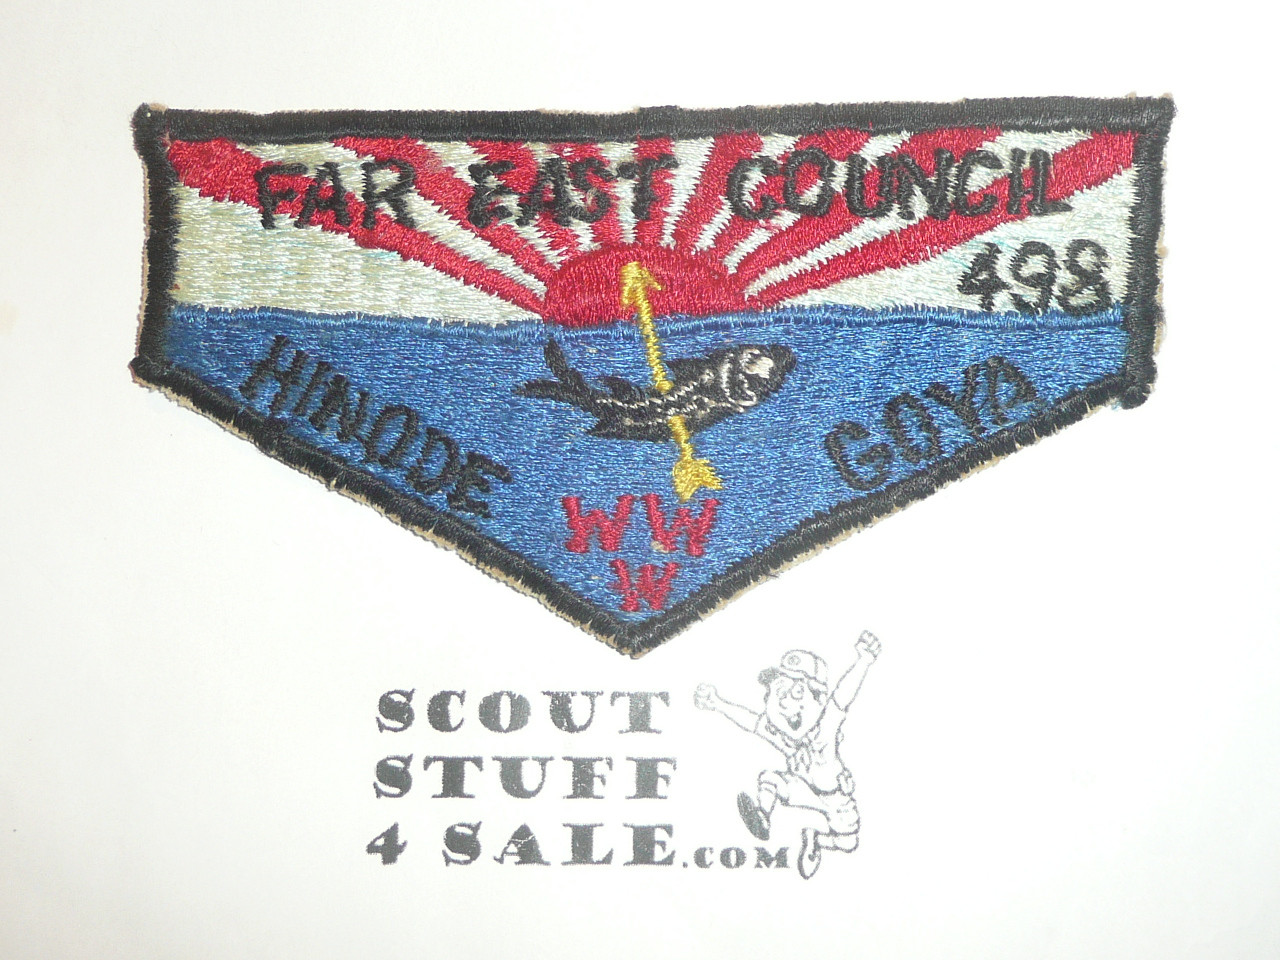 FAR EAST COUNCIL
498
HINODE GOYA
WW
W
SCOUT
STUFF
4 SALE.COM